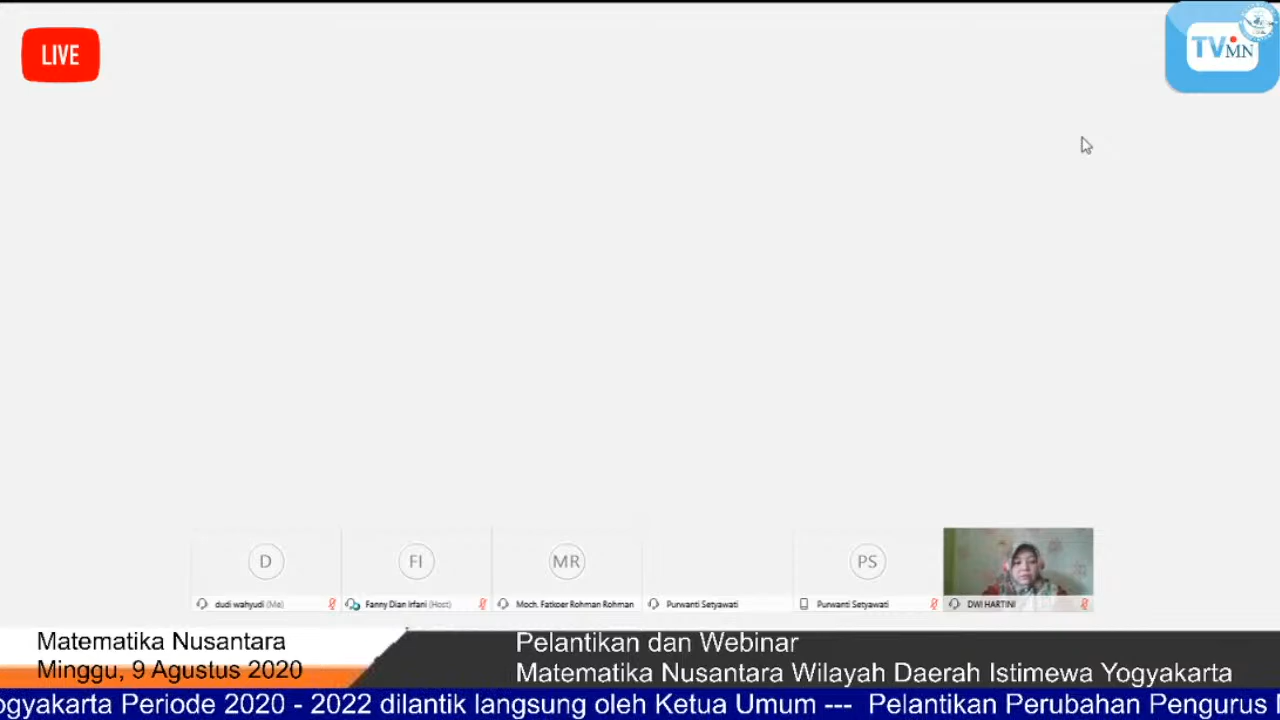 LIVE
TVMN
D
FI
MR
PS
dudi wahyudi (Me)
Fanny Dian Irfani (Host)
Moch. Fatkoer Rohman Rohman
Purwanti Setyawati
Purwanti Setyawati
DWI HARTINI
Matematika Nusantara
Minggu, 9 Agustus 2020
Pelantikan dan Webinar
Matematika Nusantara Wilayah Daerah Istimewa Yogyakarta
ogyakarta Periode 2020 - 2022 dilantik langsung oleh Ketua Umum --- Pelantikan Perubahan Pengurus